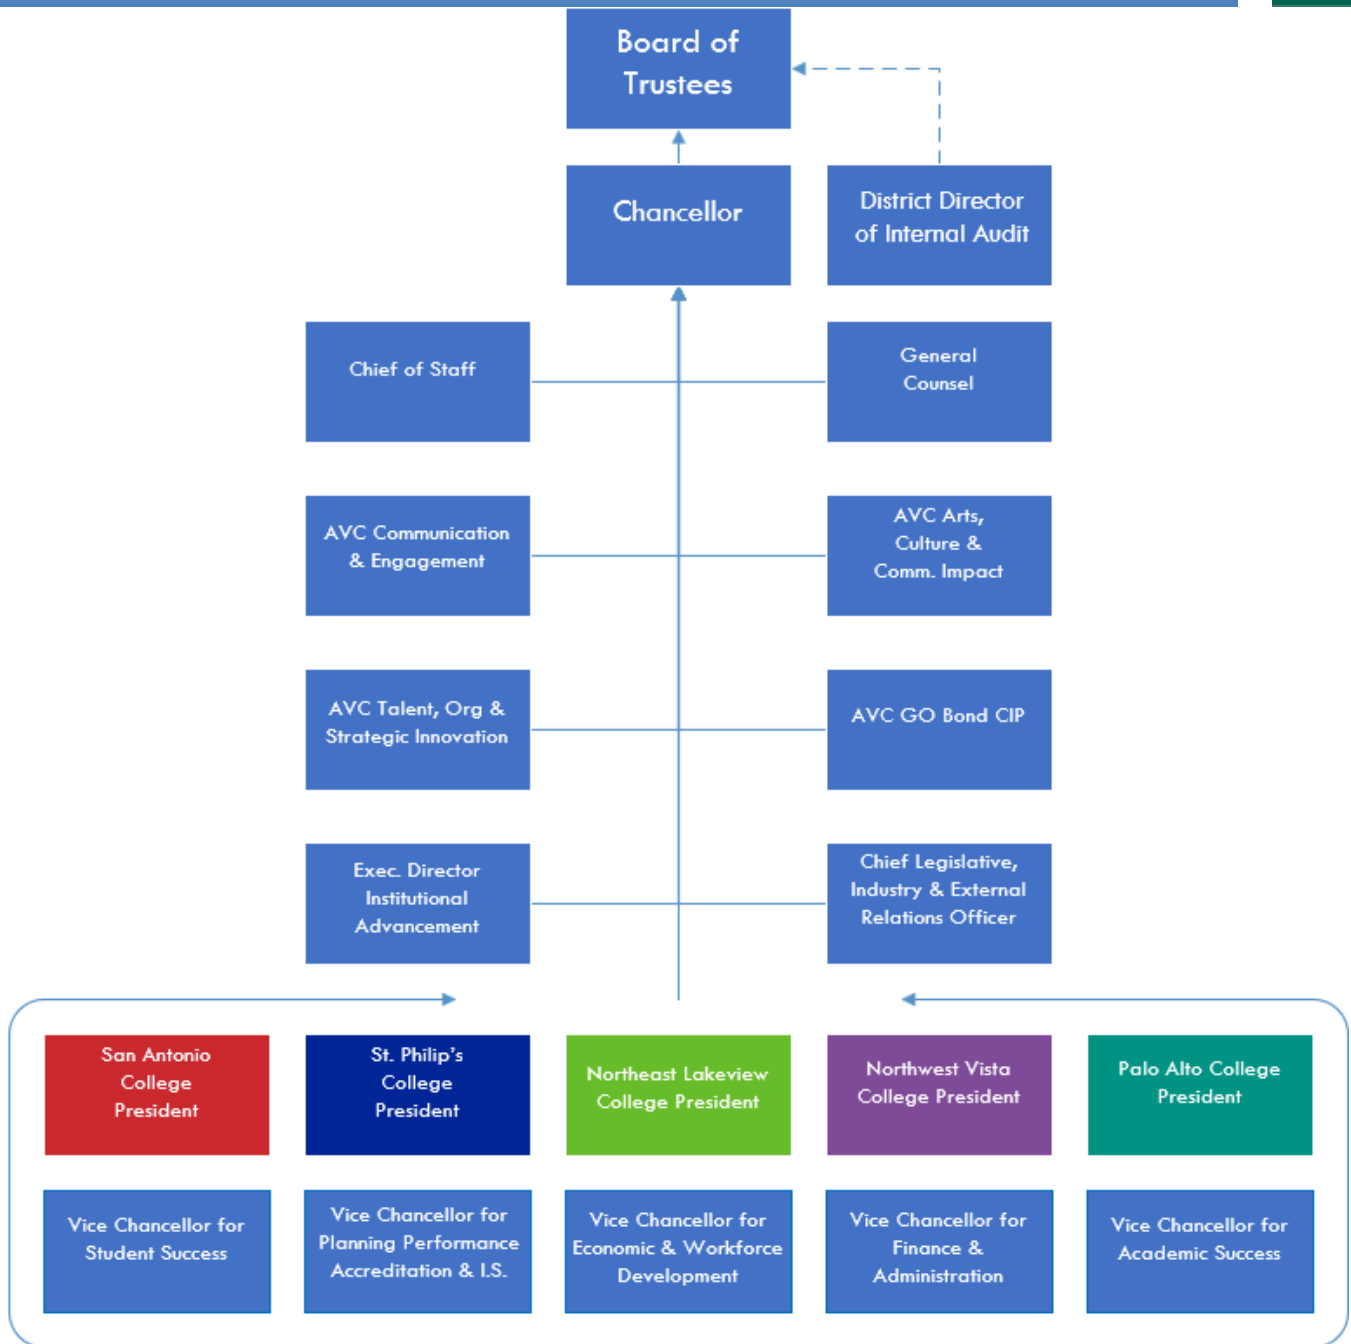 Board of
Trustees
Chancellor
District Director
of Internal Audit
Chief of Staff
General
Counsel
AVC Communication
& Engagement
AVC Arts,
Culture &
Comm. Impact
AVC Talent, Org &
Strategic Innovation
AVC GO Bond CIP
Exec. Director
Institutional
Advancement
Chief Legislative,
Industry & External
Relations Officer
San Antonio
College
President
St. Philip's
College
President
Northeast Lakeview
College President
Northwest Vista
College President
Palo Alto College
President
Vice Chancellor for
Student Success
Vice Chancellor for
Planning Performance
Accreditation & I.S.
Vice Chancellor for
Economic & Workforce
Development
Vice Chancellor for
Finance &
Administration
Vice Chancellor for
Academic Success